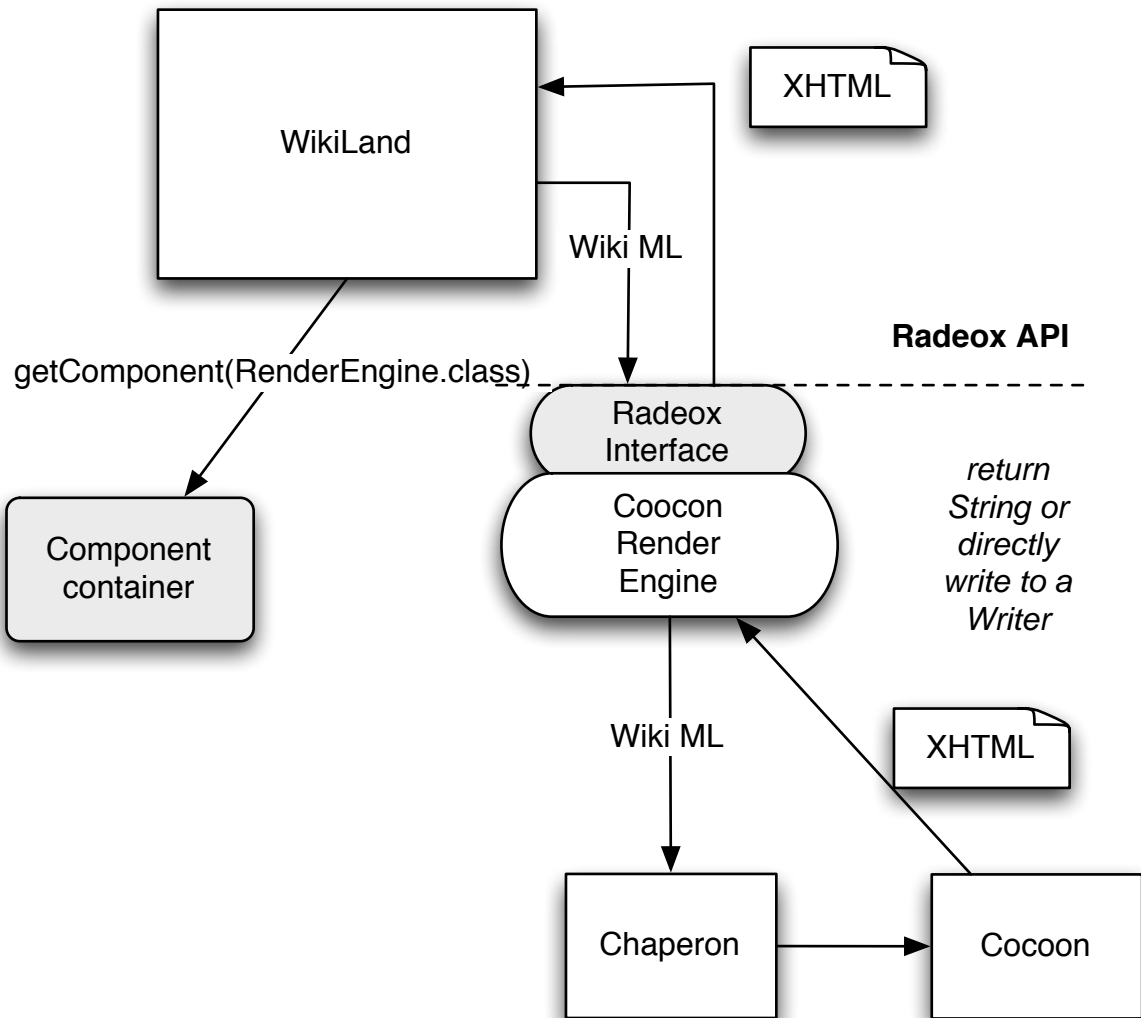 XHTML
WikiLand
Wiki ML
Radeox API
getComponent(RenderEngine.class)
Radeox
Interface
return
String or
directly
write to a
Writer
Coocon
Render
Engine
Component
container
Wiki ML
XHTML
Chaperon
Cocoon